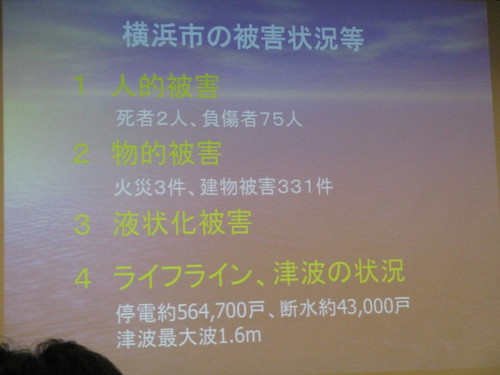 横浜市の被害状況等
1 人的被害
死者2人、負傷者75人
2 物的被害
火災3件、建物被害331件
3 液状化被害
4 ライフライン、津波の状況
停電約564,700戸、断水約43,000戸
津波最大波1.6m